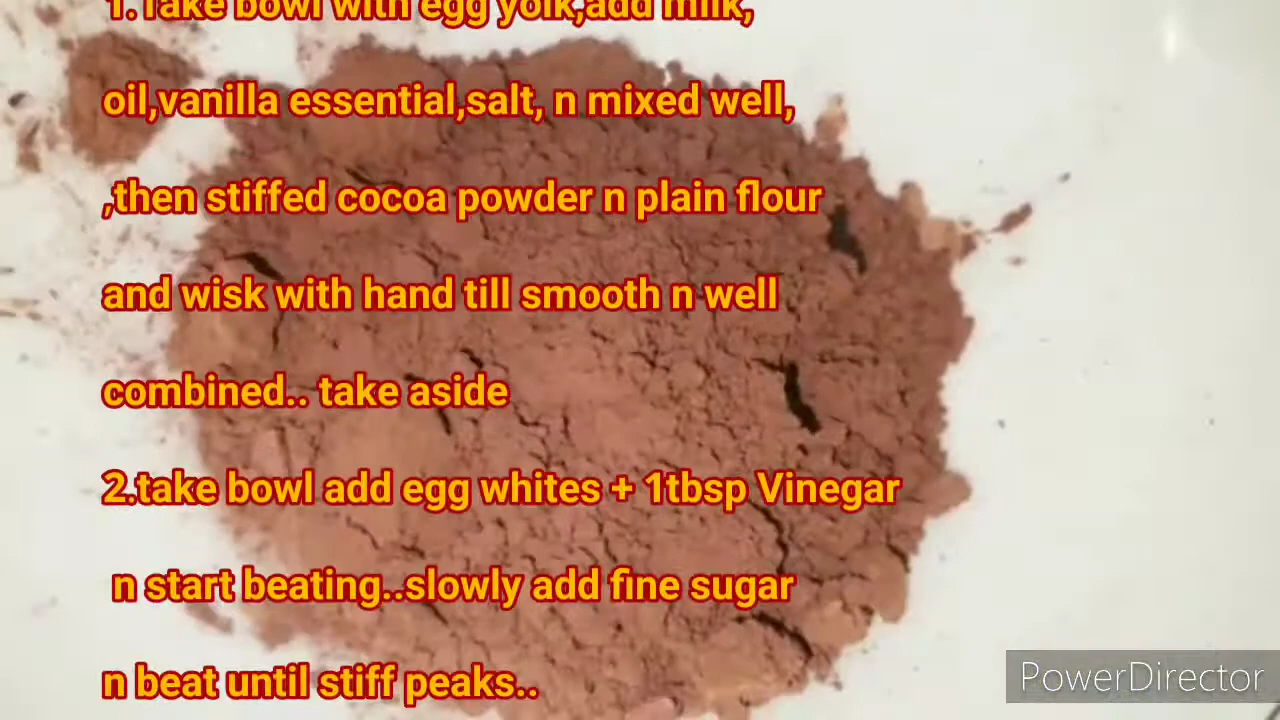 1.Take bowl with egg yolk,add milk,
oil,vanilla essential,salt, n mixed well,
,then stiffed cocoa powder n plain flour
and wisk with hand till smooth n well
combined.. take aside
2.take bowl add egg whites + 1tbsp Vinegar
n start beating..slowly add fine sugar
n beat until stiff peaks..
PowerDirector